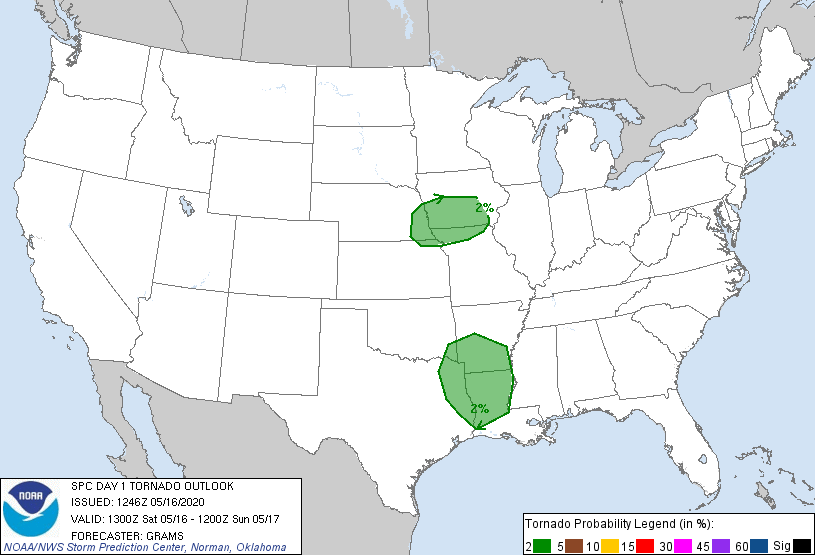 2%
2%
NOAA
SPC DAY 1 TORNADO OUTLOOK
ISSUED: 1246Z 05/16/2020
VALID: 1300Z Sat 05/16 - 1200Z Sun 05/17
FORECASTER: GRAMS
NOAA/NWS Storm Prediction Center, Norman, Oklahoma
Tornado Probability Legend (in %):
2 5 10 15 30 45 60 Sig